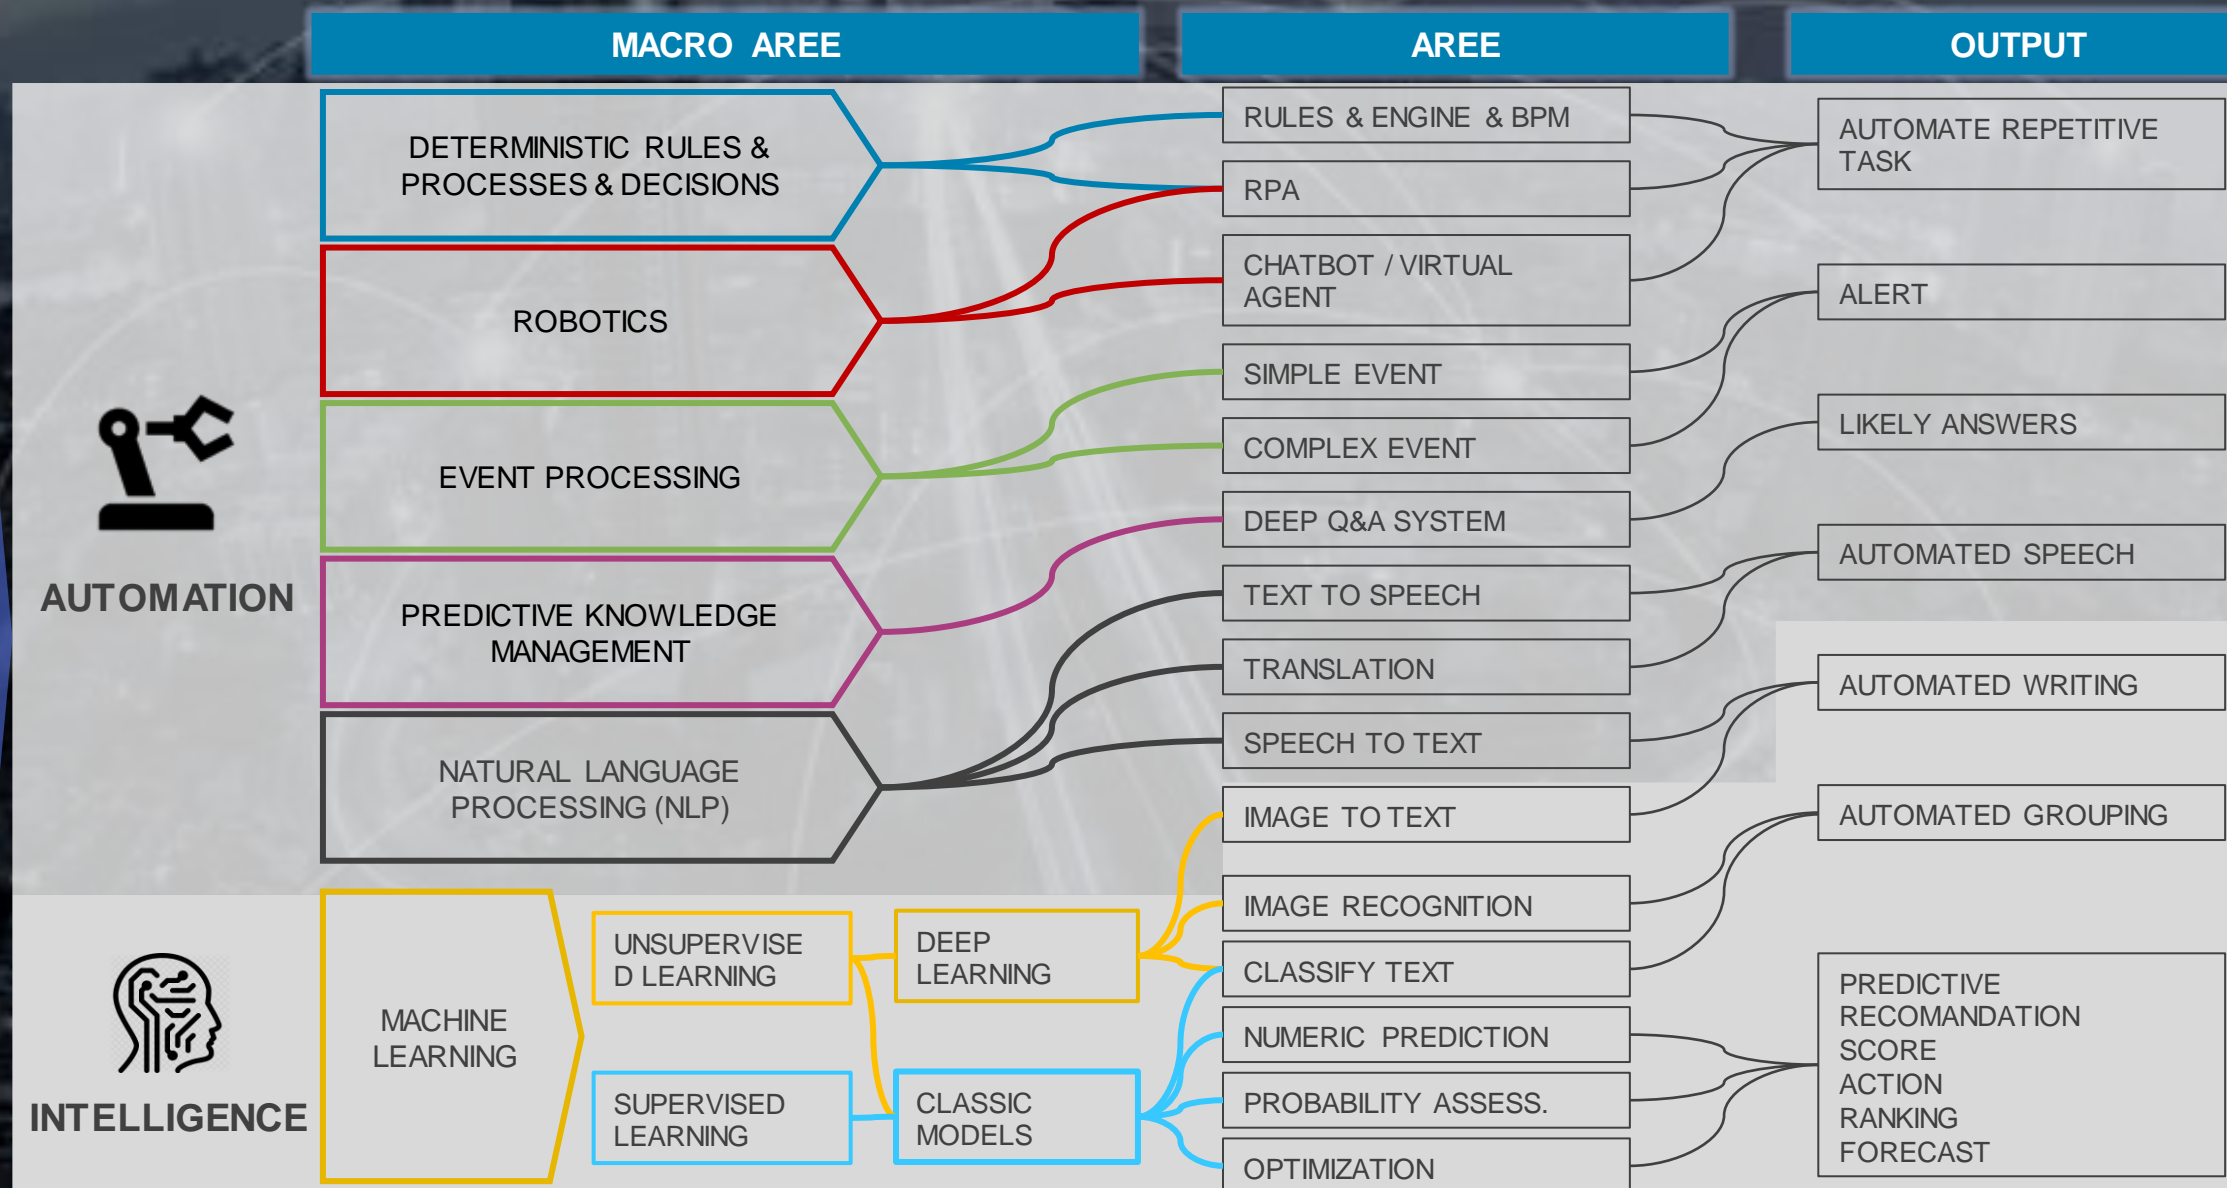 MACRO AREE
AREE
OUTPUT
DETERMINISTIC RULES &
PROCESSES & DECISIONS
ROBOTICS
EVENT PROCESSING
PREDICTIVE KNOWLEDGE
MANAGEMENT
NATURAL LANGUAGE
PROCESSING (NLP)
AUTOMATION
MACHINE
LEARNING
UNSUPERVISE
D LEARNING
DEEP
LEARNING
SUPERVISED
LEARNING
CLASSIC
MODELS
INTELLIGENCE
RULES & ENGINE & BPM
RPA
CHATBOT / VIRTUAL
AGENT
SIMPLE EVENT
COMPLEX EVENT
DEEP Q&A SYSTEM
TEXT TO SPEECH
TRANSLATION
SPEECH TO TEXT
IMAGE TO TEXT
IMAGE RECOGNITION
CLASSIFY TEXT
NUMERIC PREDICTION
PROBABILITY ASSESS.
OPTIMIZATION
AUTOMATE REPETITIVE
TASK
ALERT
LIKELY ANSWERS
AUTOMATED SPEECH
AUTOMATED WRITING
AUTOMATED GROUPING
PREDICTIVE
RECOMANDATION
SCORE
ACTION
RANKING
FORECAST